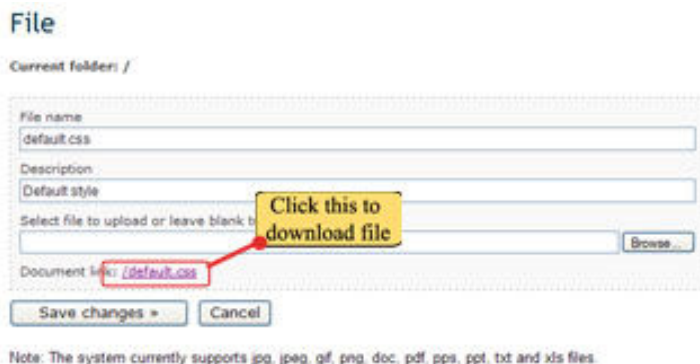 File
Current folder: /
File name
default.css
Description
Default style
Select file to upload or leave blank t
Click this to
download file
Browse...
Document link: /default.css
Save changes »
Cancel
Note: The system currently supports jpg, jpeg, gif, png, doc, pdf, pps, ppt, txt and xls files.